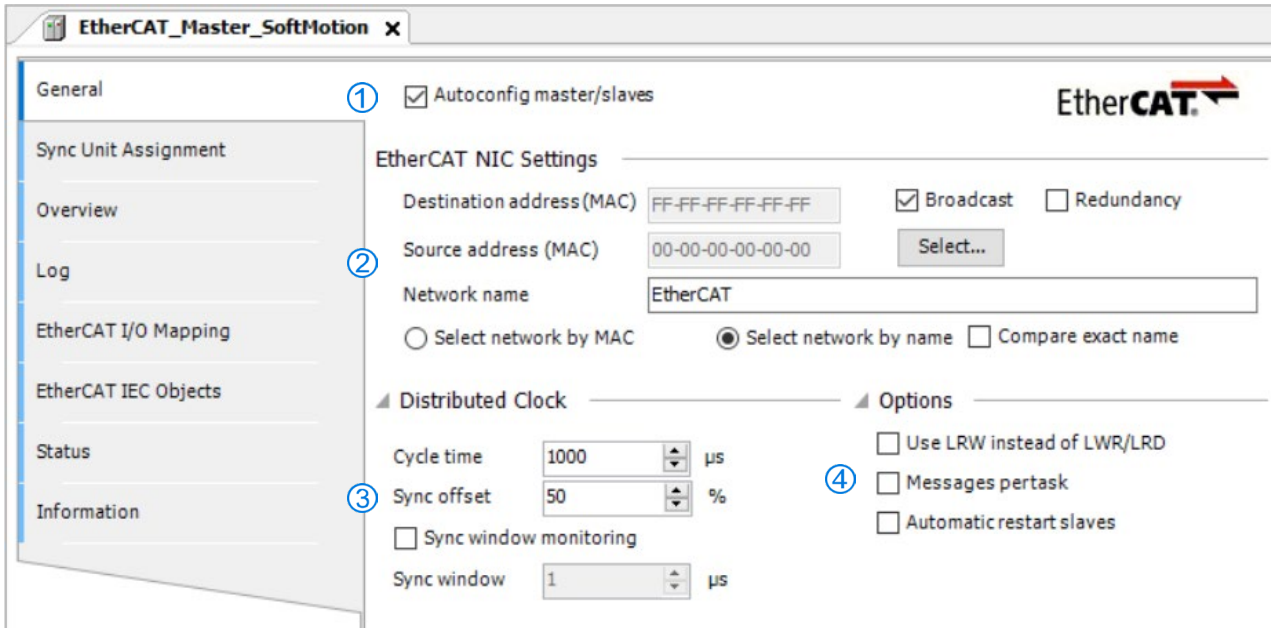 EtherCAT_Master_SoftMotion
General
① Autoconfig master/slaves
EtherCAT.
Sync Unit Assignment
Overview
Log
EtherCAT I/O Mapping
EtherCAT IEC Objects
Status
Information
EtherCAT NIC Settings
Destination address (MAC) FF-FF-FF-FF-FF-FF Broadcast Redundancy
② Source address (MAC) 00-00-00-00-00-00 Select...
Network name EtherCAT
Select network by MAC Select network by name Compare exact name
Distributed Clock
Cycle time 1000 µs
③ Sync offset 50 %
Sync window monitoring
Sync window 1 µs
Options
Use LRW instead of LWR/LRD
④ Messages pertask
Automatic restart slaves